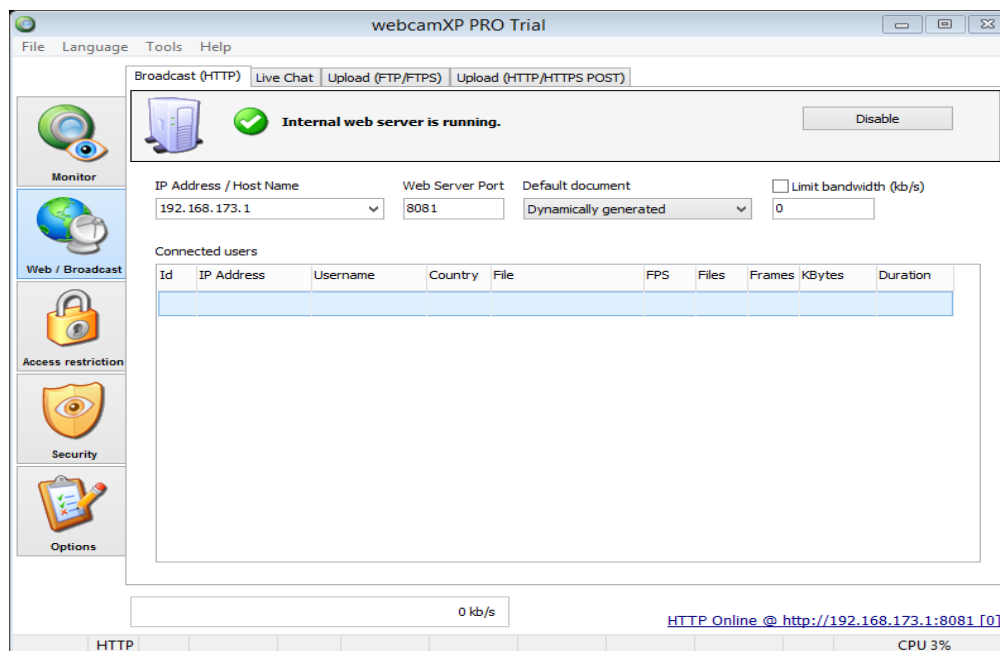 webcamXP PRO Trial
File Language Tools Help
Broadcast (HTTP) Live Chat Upload (FTP/FTPS) Upload (HTTP/HTTPS POST)
Internal web server is running.
Disable
Monitor
IP Address / Host Name Web Server Port Default document Limit bandwidth (kb/s)
192.168.173.1 8081 Dynamically generated 0
Connected users
Web / Broadcast
Id IP Address Username Country File FPS Files Frames KBytes Duration
Access restriction
Security
Options
0 kb/s
HTTP Online @ http://192.168.173.1:8081 [0]
HTTP CPU 3%